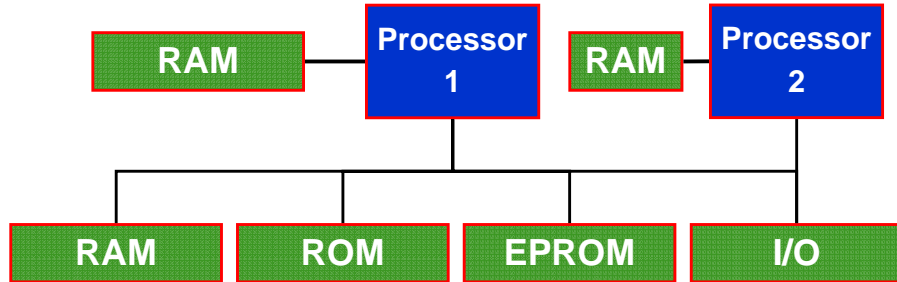 RAM
Processor
1
RAM
Processor
2
RAM
ROM
EPROM
I/O